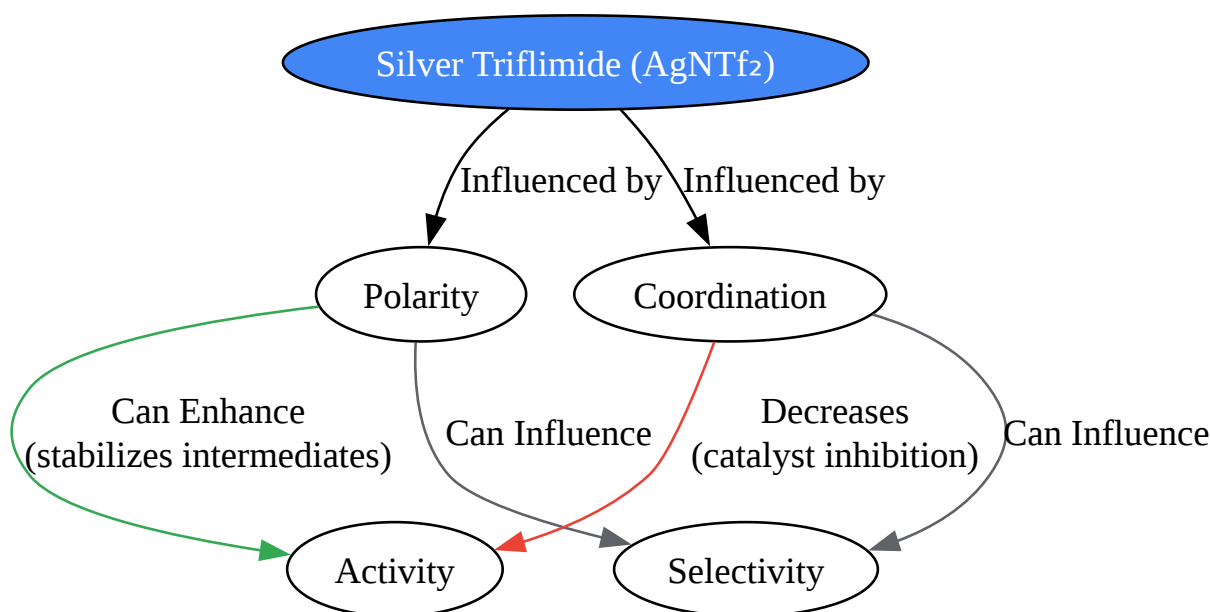 Silver Triflimide (AgNTf₂)
Influenced by
Influenced by
Polarity
Coordination
Can Enhance
(stabilizes intermediates)
Can Influence
Decreases
(catalyst inhibition)
Can Influence
Activity
Selectivity